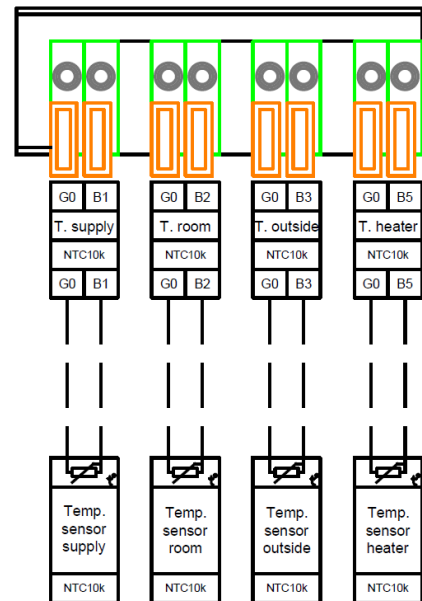 G0 B1 G0 B2 G0 B3 G0 B5
T. supply T. room T. outside T. heater
NTC10k NTC10k NTC10k NTC10k
G0 B1 G0 B2 G0 B3 G0 B5
Temp. Temp. Temp. Temp.
sensor sensor sensor sensor
supply room outside heater
NTC10k NTC10k NTC10k NTC10k